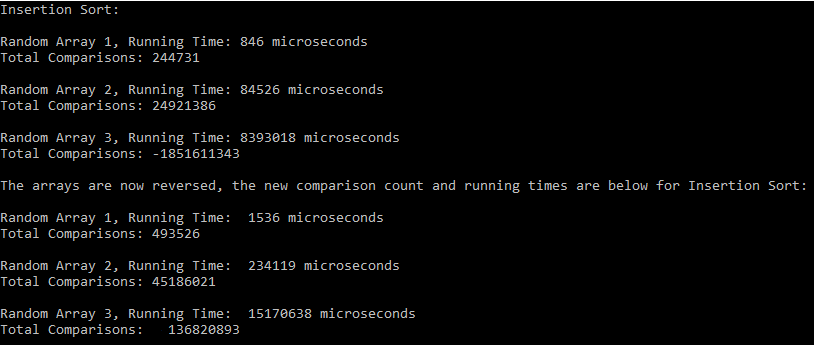 Insertion Sort:
Random Array 1, Running Time: 846 microseconds
Total Comparisons: 244731
Random Array 2, Running Time: 84526 microseconds
Total Comparisons: 24921386
Random Array 3, Running Time: 8393018 microseconds
Total Comparisons: -1851611343
The arrays are now reversed, the new comparison count and running times are below for Insertion Sort:
Random Array 1, Running Time:  1536 microseconds
Total Comparisons: 493526
Random Array 2, Running Time:  234119 microseconds
Total Comparisons: 45186021
Random Array 3, Running Time:  15170638 microseconds
Total Comparisons:   136820893